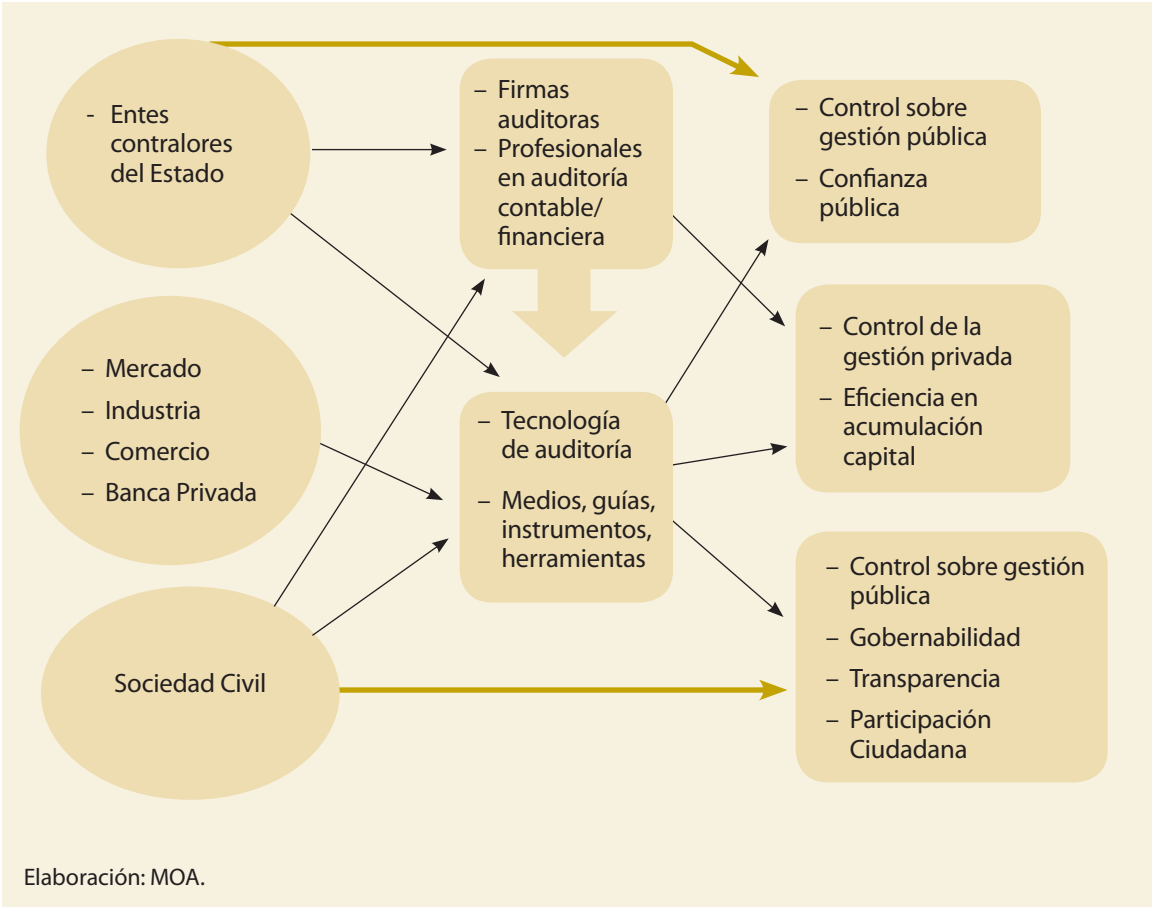 - Entes
contralores
del Estado
– Mercado
– Industria
– Comercio
– Banca Privada
Sociedad Civil
– Firmas
auditoras
– Profesionales
en auditoría
contable/
financiera
– Tecnología
de auditoría
– Medios, guías,
instrumentos,
herramientas
– Control sobre
gestión pública
– Confianza
pública
– Control de la
gestión privada
– Eficiencia en
acumulación
capital
– Control sobre gestión
pública
– Gobernabilidad
– Transparencia
– Participación
Ciudadana
Elaboración: MOA.